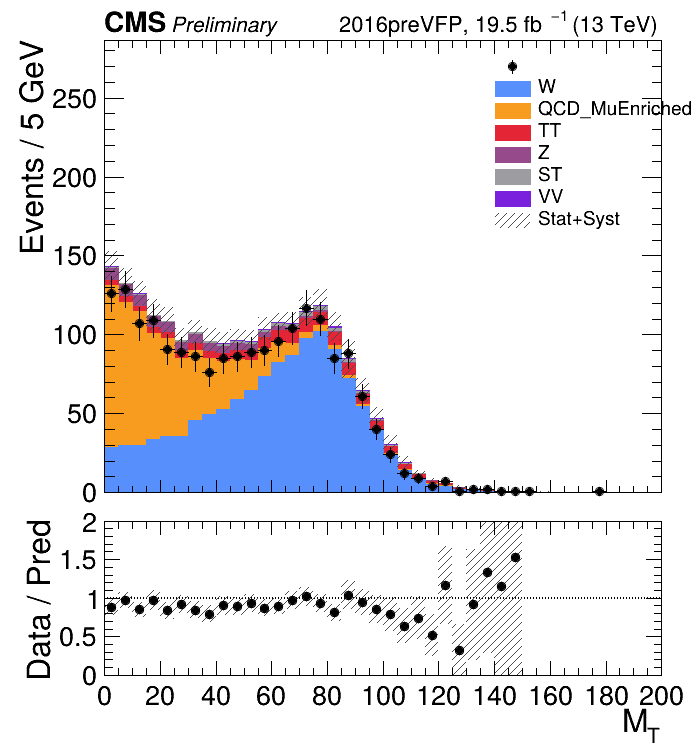 CMS Preliminary 2016preVFP, 19.5 fb⁻¹ (13 TeV)
Events / 5 GeV
250
200
150
100
50
0
W
QCD_MuEnriched
TT
Z
ST
VV
Stat+Syst
Data / Pred
2
1.5
1
0.5
0
0 20 40 60 80 100 120 140 160 180 200
M_T